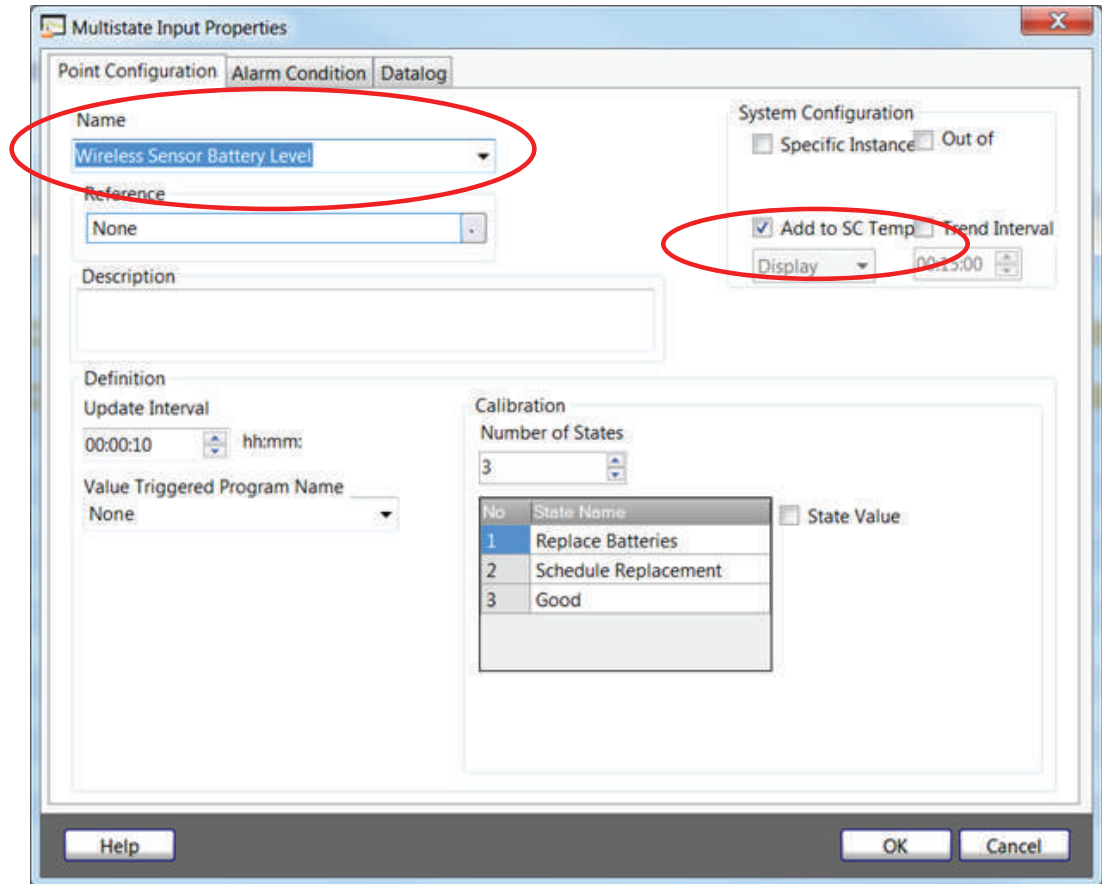 Multistate Input Properties
Point Configuration Alarm Condition Datalog
Name
Wireless Sensor Battery Level
Reference
None
Description
System Configuration
Specific Instance Out of
Add to SC Temp Trend Interval
Display 00:15:00
Definition
Update Interval
00:00:10 hh:mm:
Value Triggered Program Name
None
Calibration
Number of States
3
No State Name
1 Replace Batteries
2 Schedule Replacement
3 Good
State Value
Help OK Cancel